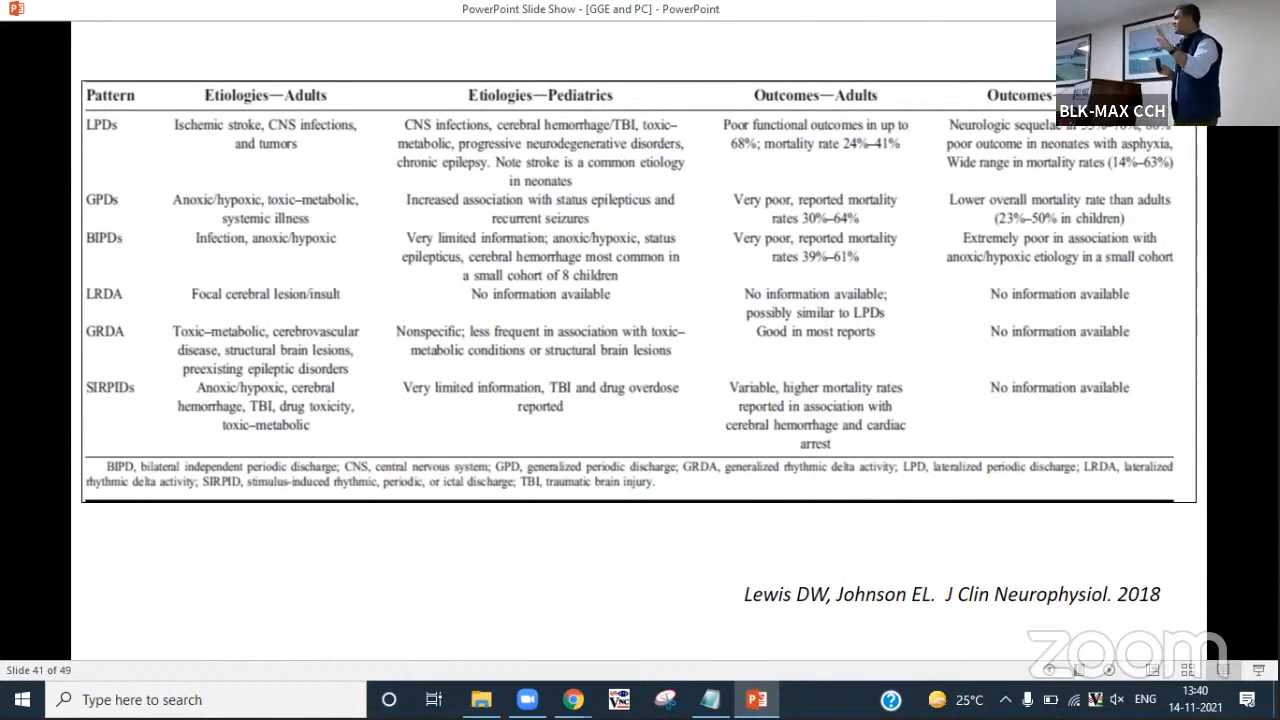 PowerPoint Slide Show - [GGE and PC] - PowerPoint
BLK-MAX CCH
Pattern Etiologies—Adults Etiologies—Pediatrics Outcomes—Adults Outcomes—
LPDs Ischemic stroke, CNS infections, CNS infections, cerebral hemorrhage/TBI, toxic– Poor functional outcomes in up to Neurologic sequelae in
and tumors metabolic, progressive neurodegenerative disorders, 68%; mortality rate 24%–41% poor outcome in neonates with asphyxia,
chronic epilepsy. Note stroke is a common etiology Wide range in mortality rates (14%–63%)
in neonates
GPDs Anoxic/hypoxic, toxic–metabolic, Increased association with status epilepticus and Very poor, reported mortality Lower overall mortality rate than adults
systemic illness recurrent seizures rates 30%–64% (23%–50% in children)
BIPDs Infection, anoxic/hypoxic Very limited information; anoxic/hypoxic, status Very poor, reported mortality Extremely poor in association with
epilepticus, cerebral hemorrhage most common in rates 39%–61% anoxic/hypoxic etiology in a small cohort
a small cohort of 8 children
LRDA Focal cerebral lesion/insult No information available No information available; No information available
possibly similar to LPDs
GRDA Toxic–metabolic, cerebrovascular Nonspecific; less frequent in association with toxic– Good in most reports No information available
disease, structural brain lesions, metabolic conditions or structural brain lesions
preexisting epileptic disorders
SIRPIDs Anoxic/hypoxic, cerebral Very limited information, TBI and drug overdose Variable, higher mortality rates No information available
hemorrhage, TBI, drug toxicity, reported reported in association with
toxic–metabolic cerebral hemorrhage and cardiac
arrest
BIPD, bilateral independent periodic discharge; CNS, central nervous system; GPD, generalized periodic discharge; GRDA, generalized rhythmic delta activity; LPD, lateralized periodic discharge; LRDA, lateralized
rhythmic delta activity; SIRPID, stimulus-induced rhythmic, periodic, or ictal discharge; TBI, traumatic brain injury.
Lewis DW, Johnson EL. J Clin Neurophysiol. 2018
zoom
Slide 41 of 49
Type here to search
VNC
25°C
ENG
13:40
14-11-2021